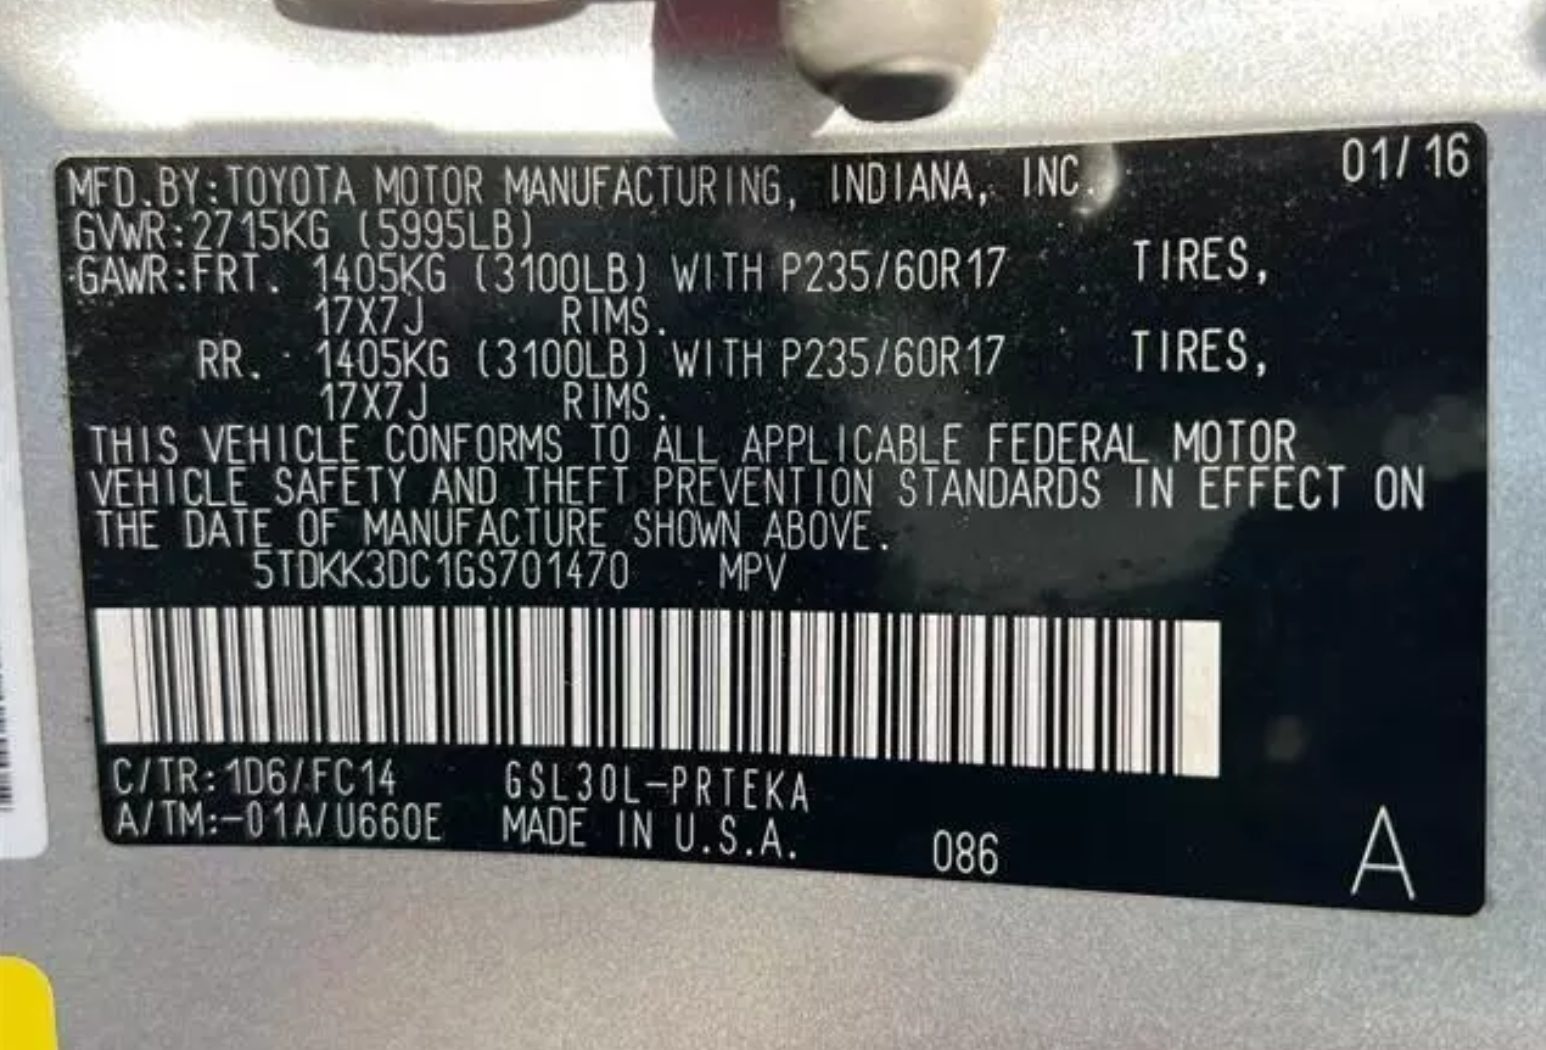 MFD.BY:TOYOTA MOTOR MANUFACTURING, INDIANA, INC. 01/16
GVWR:2715KG (5995LB)
GAWR:FRT. 1405KG (3100LB) WITH P235/60R17 TIRES,
17X7J RIMS.
RR. 1405KG (3100LB) WITH P235/60R17 TIRES,
17X7J RIMS.
THIS VEHICLE CONFORMS TO ALL APPLICABLE FEDERAL MOTOR
VEHICLE SAFETY AND THEFT PREVENTION STANDARDS IN EFFECT ON
THE DATE OF MANUFACTURE SHOWN ABOVE.
5TDKK3DC1GS701470 MPV
C/TR:1D6/FC14 GSL30L-PRTEKA
A/TM:-01A/U660E MADE IN U.S.A. 086 A